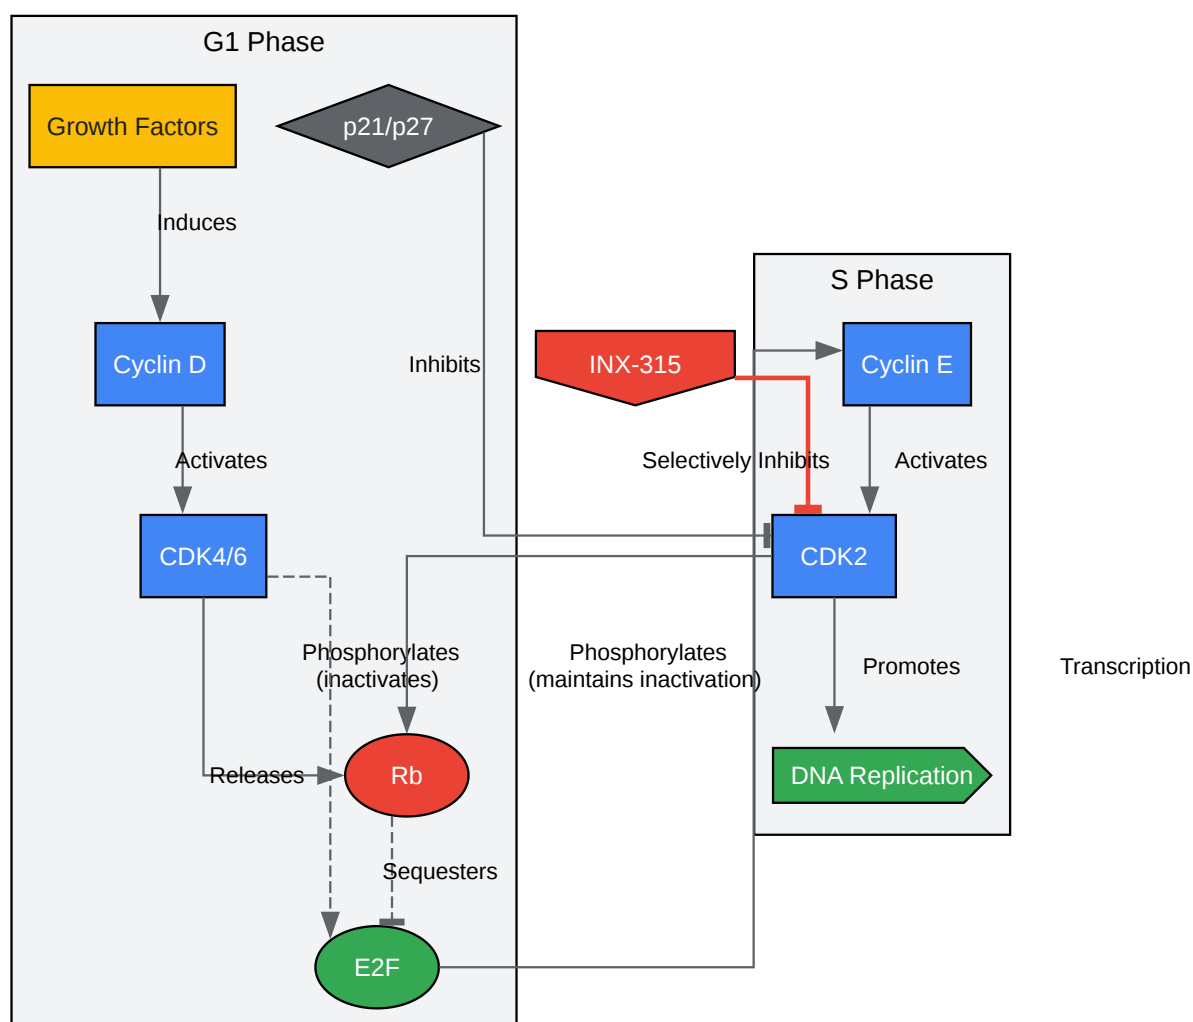 G1 Phase
Growth Factors
p21/p27
Induces
S Phase
Cyclin D
Inhibits
INX-315
Cyclin E
Activates
Selectively Inhibits
Activates
CDK4/6
CDK2
Phosphorylates
(inactivates)
Phosphorylates
(maintains inactivation)
Promotes
Transcription
Releases
Rb
DNA Replication
Sequesters
E2F